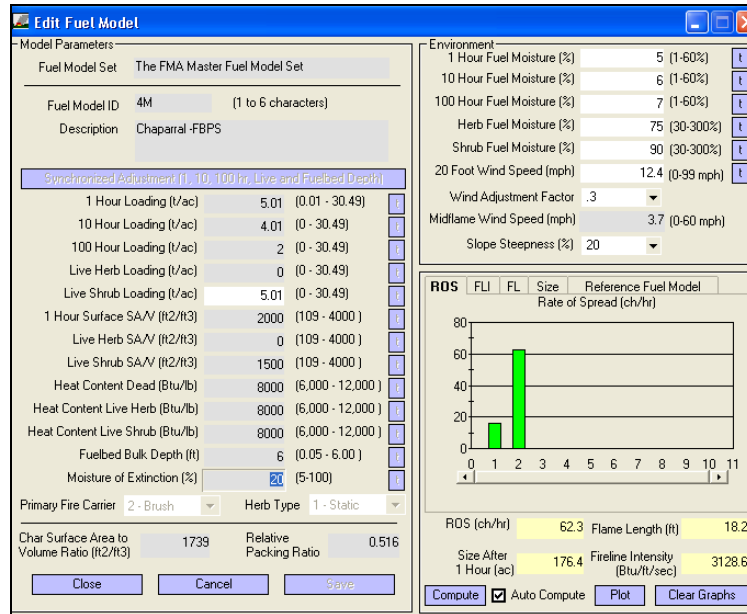 Edit Fuel Model
Model Parameters
Fuel Model Set The FMA Master Fuel Model Set
Fuel Model ID 4M (1 to 6 characters)
Description Chaparral -FBPS
Synchronized Adjustment (1, 10, 100 hr, Live and Fuelbed Depth)
1 Hour Loading (t/ac) 5.01 (0.01 - 30.49) t
10 Hour Loading (t/ac) 4.01 (0 - 30.49) t
100 Hour Loading (t/ac) 2 (0 - 30.49) t
Live Herb Loading (t/ac) 0 (0 - 30.49) t
Live Shrub Loading (t/ac) 5.01 (0 - 30.49) t
1 Hour Surface SA/V (ft2/ft3) 2000 (109 - 4000 ) t
Live Herb SA/V (ft2/ft3) 0 (109 - 4000 ) t
Live Shrub SA/V (ft2/ft3) 1500 (109 - 4000 ) t
Heat Content Dead (Btu/lb) 8000 (6,000 - 12,000 ) t
Heat Content Live Herb (Btu/lb) 8000 (6,000 - 12,000 ) t
Heat Content Live Shrub (Btu/lb) 8000 (6,000 - 12,000 ) t
Fuelbed Bulk Depth (ft) 6 (0.05 - 6.00 ) t
Moisture of Extinction (%) 20 (5-100) t
Primary Fire Carrier 2 - Brush Herb Type 1 - Static
Char Surface Area to
Volume Ratio (ft2/ft3) 1739 Relative
Packing Ratio 0.516
Close Cancel Save
Environment
1 Hour Fuel Moisture (%) 5 (1-60%) t
10 Hour Fuel Moisture (%) 6 (1-60%) t
100 Hour Fuel Moisture (%) 7 (1-60%) t
Herb Fuel Moisture (%) 75 (30-300%) t
Shrub Fuel Moisture (%) 90 (30-300%) t
20 Foot Wind Speed (mph) 12.4 (0-99 mph) t
Wind Adjustment Factor .3
Midflame Wind Speed (mph) 3.7 (0-60 mph)
Slope Steepness (%) 20
ROS FLI FL Size Reference Fuel Model
Rate of Spread (ch/hr)
80
60
40
20
0 1 2 3 4 5 6 7 8 9 10 11
ROS (ch/hr) 62.3 Flame Length (ft) 18.2
Size After
1 Hour (ac) 176.4 Fireline Intensity
(Btu/ft/sec) 3128.6
Compute Auto Compute Plot Clear Graphs